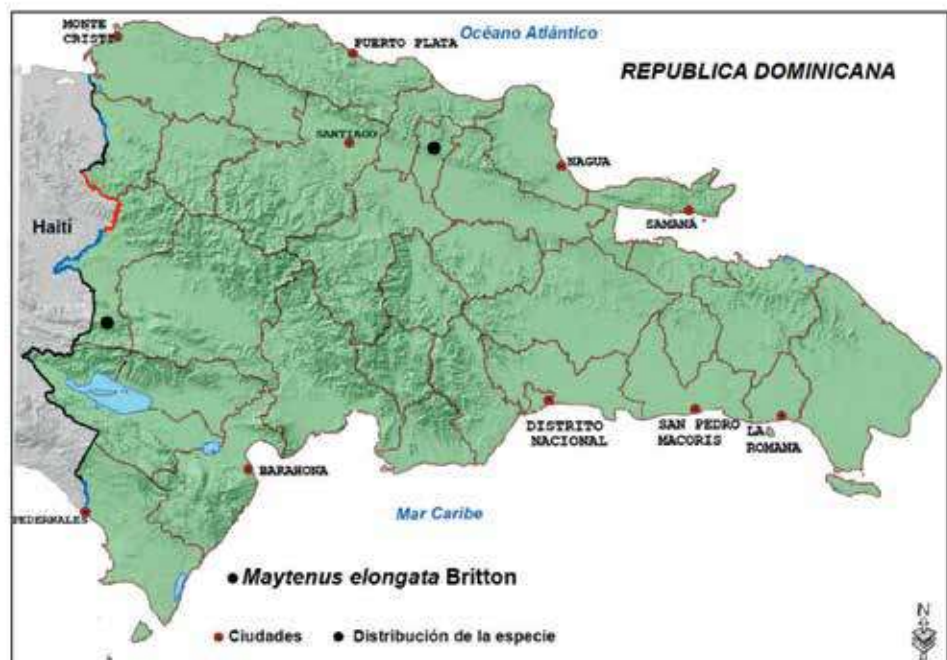 MONTE
CRISTI
Océano Atlántico
PUERTO PLATA
REPUBLICA DOMINICANA
SANTIAGO
NAGUA
Haití
SAMANA
DISTRITO
NACIONAL
SAN PEDRO
MACORIS
LA
ROMANA
BARAHONA
PEDERNALES
Mar Caribe
Maytenus elongata Britton
Ciudades
Distribución de la especie
N